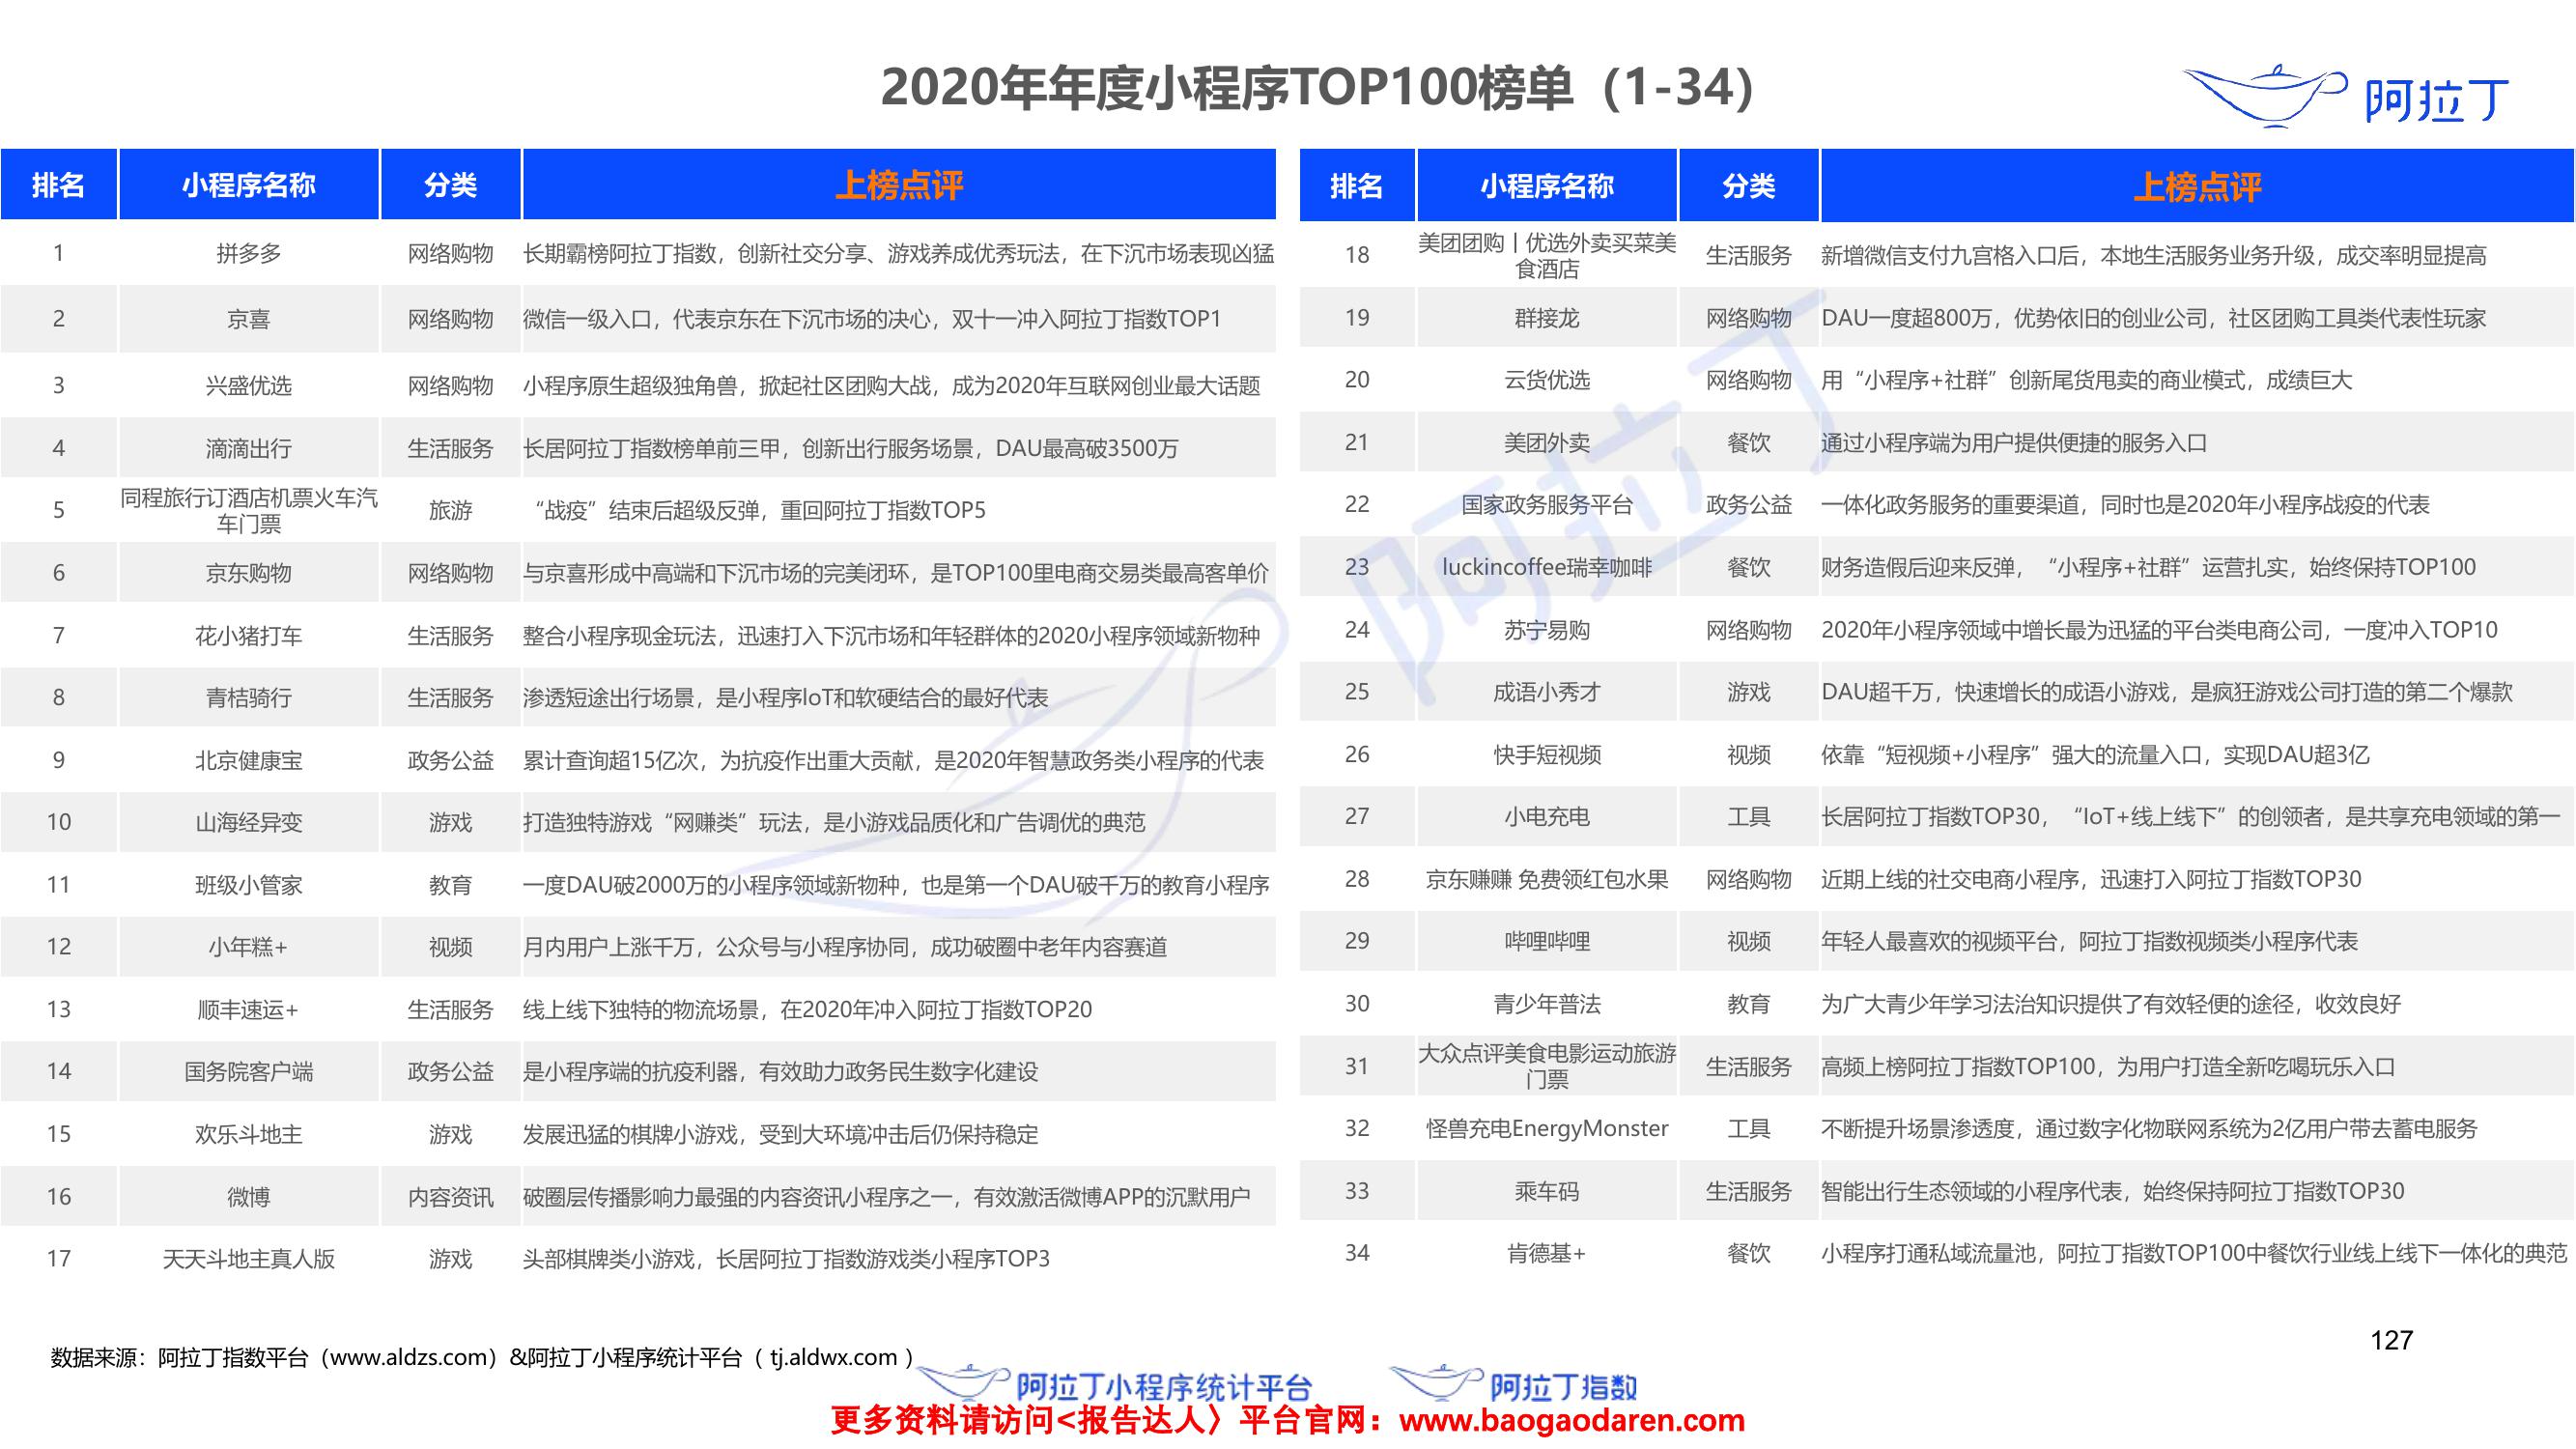 2020年年度小程序TOP100榜单（1-34）
阿拉丁
排名 小程序名称 分类 上榜点评
1 拼多多 网络购物 长期霸榜阿拉丁指数，创新社交分享、游戏养成优秀玩法，在下沉市场表现凶猛
2 京喜 网络购物 微信一级入口，代表京东在下沉市场的决心，双十一冲入阿拉丁指数TOP1
3 兴盛优选 网络购物 小程序原生超级独角兽，掀起社区团购大战，成为2020年互联网创业最大话题
4 滴滴出行 生活服务 长居阿拉丁指数榜单前三甲，创新出行服务场景，DAU最高破3500万
5 同程旅行订酒店机票火车汽
车门票 旅游 “战疫”结束后超级反弹，重回阿拉丁指数TOP5
6 京东购物 网络购物 与京喜形成中高端和下沉市场的完美闭环，是TOP100里电商交易类最高客单价
7 花小猪打车 生活服务 整合小程序现金玩法，迅速打入下沉市场和年轻群体的2020小程序领域新物种
8 青桔骑行 生活服务 渗透短途出行场景，是小程序IoT和软硬结合的最好代表
9 北京健康宝 政务公益 累计查询超15亿次，为抗疫作出重大贡献，是2020年智慧政务类小程序的代表
10 山海经异变 游戏 打造独特游戏“网赚类”玩法，是小游戏品质化和广告调优的典范
11 班级小管家 教育 一度DAU破2000万的小程序领域新物种，也是第一个DAU破千万的教育小程序
12 小年糕+ 视频 月内用户上涨千万，公众号与小程序协同，成功破圈中老年内容赛道
13 顺丰速运+ 生活服务 线上线下独特的物流场景，在2020年冲入阿拉丁指数TOP20
14 国务院客户端 政务公益 是小程序端的抗疫利器，有效助力政务民生数字化建设
15 欢乐斗地主 游戏 发展迅猛的棋牌小游戏，受到大环境冲击后仍保持稳定
16 微博 内容资讯 破圈层传播影响力最强的内容资讯小程序之一，有效激活微博APP的沉默用户
17 天天斗地主真人版 游戏 头部棋牌类小游戏，长居阿拉丁指数游戏类小程序TOP3
排名 小程序名称 分类 上榜点评
18 美团团购丨优选外卖买菜美
食酒店 生活服务 新增微信支付九宫格入口后，本地生活服务业务升级，成交率明显提高
19 群接龙 网络购物 DAU一度超800万，优势依旧的创业公司，社区团购工具类代表性玩家
20 云货优选 网络购物 用“小程序+社群”创新尾货甩卖的商业模式，成绩巨大
21 美团外卖 餐饮 通过小程序端为用户提供便捷的服务入口
22 国家政务服务平台 政务公益 一体化政务服务的重要渠道，同时也是2020年小程序战疫的代表
23 luckincoffee瑞幸咖啡 餐饮 财务造假后迎来反弹，“小程序+社群”运营扎实，始终保持TOP100
24 苏宁易购 网络购物 2020年小程序领域中增长最为迅猛的平台类电商公司，一度冲入TOP10
25 成语小秀才 游戏 DAU超千万，快速增长的成语小游戏，是疯狂游戏公司打造的第二个爆款
26 快手短视频 视频 依靠“短视频+小程序”强大的流量入口，实现DAU超3亿
27 小电充电 工具 长居阿拉丁指数TOP30，“IoT+线上线下”的创领者，是共享充电领域的第一
28 京东赚赚 免费领红包水果 网络购物 近期上线的社交电商小程序，迅速打入阿拉丁指数TOP30
29 哔哩哔哩 视频 年轻人最喜欢的视频平台，阿拉丁指数视频类小程序代表
30 青少年普法 教育 为广大青少年学习法治知识提供了有效轻便的途径，收效良好
31 大众点评美食电影运动旅游
门票 生活服务 高频上榜阿拉丁指数TOP100，为用户打造全新吃喝玩乐入口
32 怪兽充电EnergyMonster 工具 不断提升场景渗透度，通过数字化物联网系统为2亿用户带去蓄电服务
33 乘车码 生活服务 智能出行生态领域的小程序代表，始终保持阿拉丁指数TOP30
34 肯德基+ 餐饮 小程序打通私域流量池，阿拉丁指数TOP100中餐饮行业线上线下一体化的典范
阿拉丁
127
数据来源：阿拉丁指数平台（www.aldzs.com）&阿拉丁小程序统计平台（ tj.aldwx.com ）
阿拉丁小程序统计平台 阿拉丁指数
更多资料请访问<报告达人〉平台官网：www.baogaodaren.com